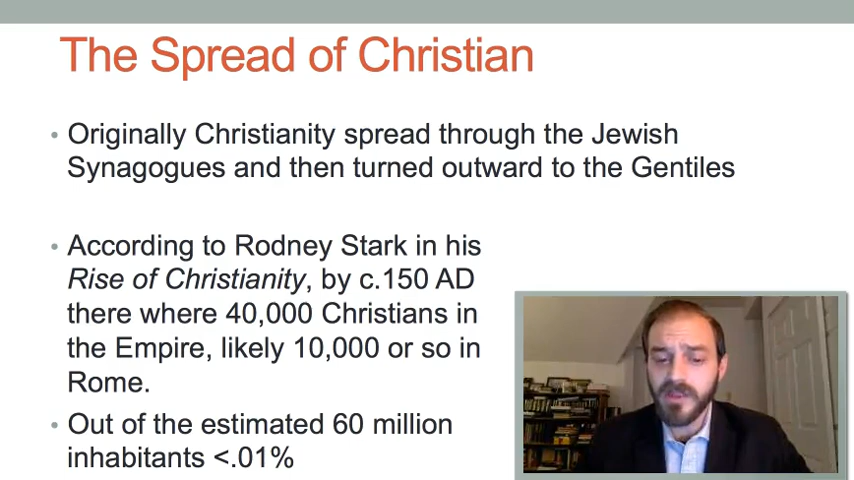 The Spread of Christian
• Originally Christianity spread through the Jewish
Synagogues and then turned outward to the Gentiles
• According to Rodney Stark in his
Rise of Christianity, by c.150 AD
there where 40,000 Christians in
the Empire, likely 10,000 or so in
Rome.
• Out of the estimated 60 million
inhabitants <.01%